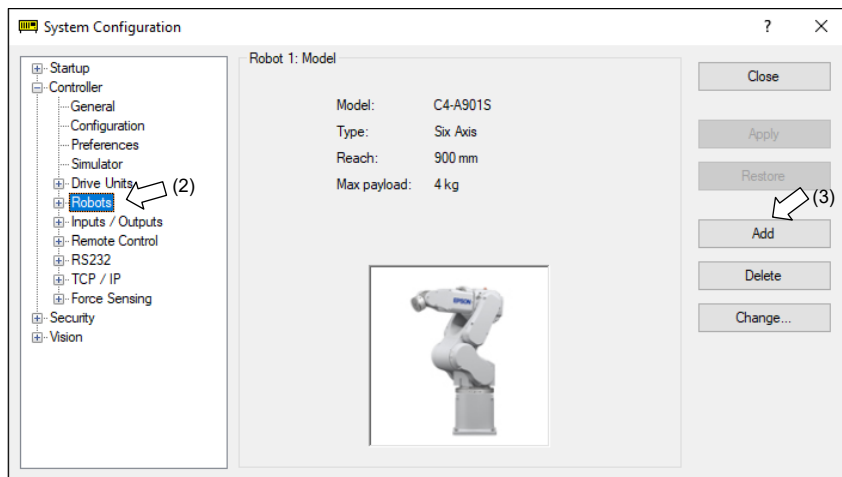 System Configuration
?
Startup
Controller
General
Configuration
Preferences
Simulator
Drive Units
Robots
(2)
Inputs / Outputs
Remote Control
RS232
TCP / IP
Force Sensing
Security
Vision
Robot 1: Model
Model: C4-A901S
Type: Six Axis
Reach: 900 mm
Max payload: 4 kg
EPSON
Close
Apply
Restore
(3)
Add
Delete
Change...